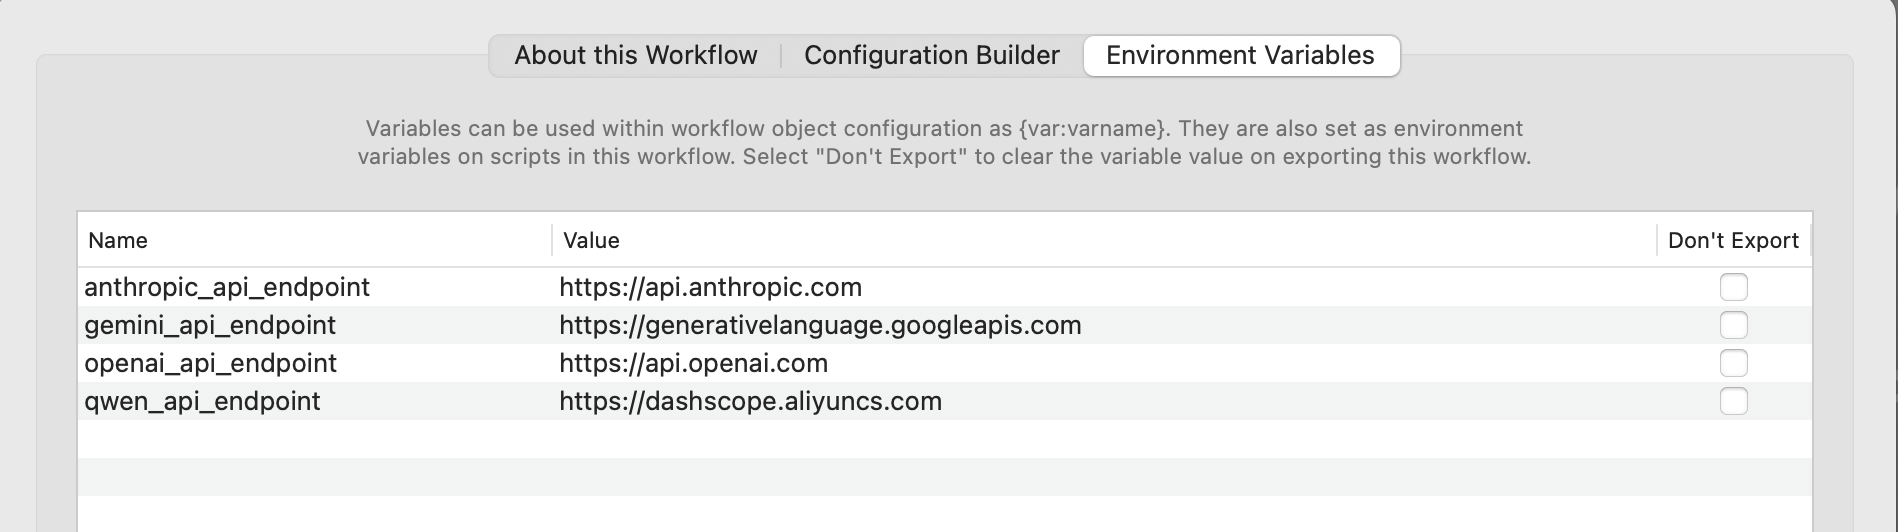 About this Workflow
Configuration Builder
Environment Variables
Variables can be used within workflow object configuration as {var:varname}. They are also set as environment
variables on scripts in this workflow. Select "Don't Export" to clear the variable value on exporting this workflow.
Name Value Don't Export
anthropic_api_endpoint https://api.anthropic.com
gemini_api_endpoint https://generativelanguage.googleapis.com
openai_api_endpoint https://api.openai.com
qwen_api_endpoint https://dashscope.aliyuncs.com